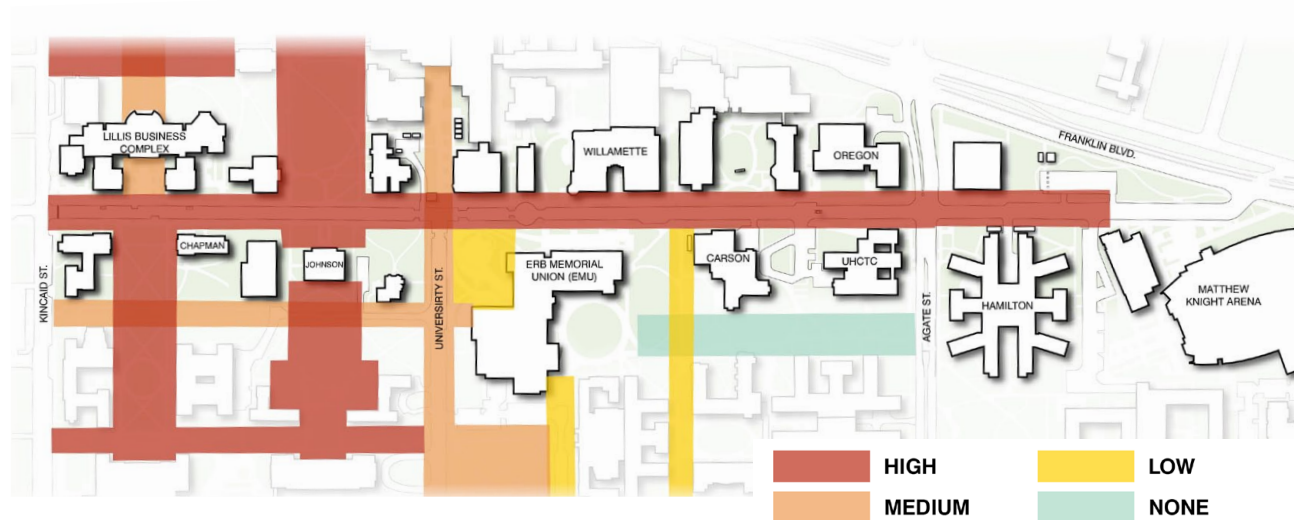 LILLIS BUSINESS
COMPLEX
WILLAMETTE
OREGON
FRANKLIN BLVD.
CHAPMAN
JOHNSON
ERB MEMORIAL
UNION (EMU)
CARSON
UHCTC
HAMILTON
MATTHEW
KNIGHT ARENA
KINCAID ST.
UNIVERSIRTY ST.
AGATE ST.
HIGH
LOW
MEDIUM
NONE